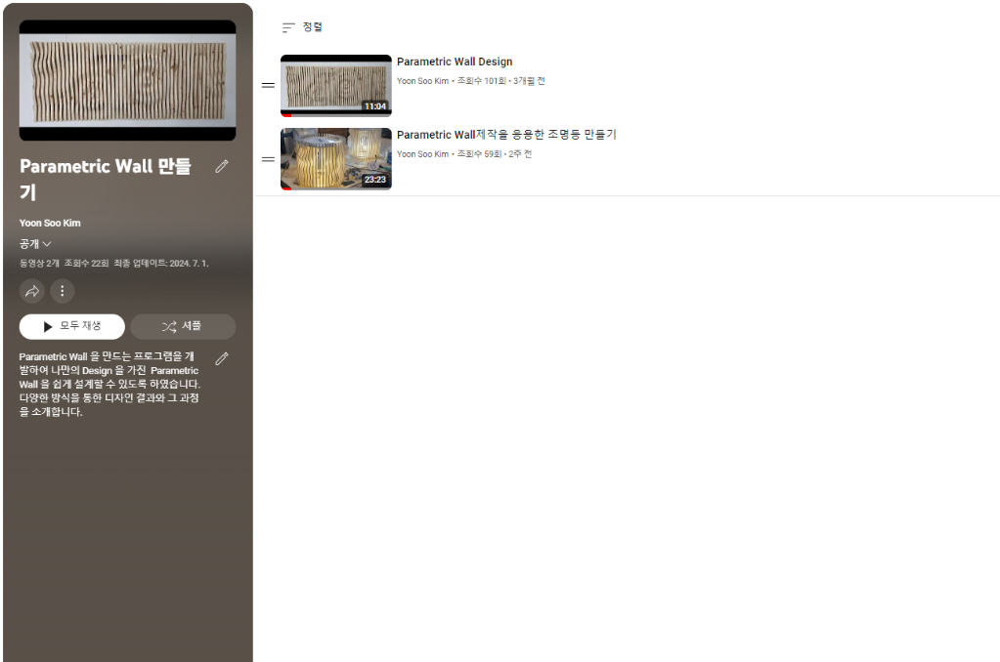 Parametric Wall 만들
기
Yoon Soo Kim
공개
동영상 2개 조회수 22회 최종 업데이트: 2024. 7. 1.
모두 재생
셔플
Parametric Wall 을 만드는 프로그램을 개
발하여 나만의 Design 을 가진 Parametric
Wall 을 쉽게 설계할 수 있도록 하였습니다.
다양한 방식을 통한 디자인 결과와 그 과정
을 소개합니다.
정렬
11:04
Parametric Wall Design
Yoon Soo Kim • 조회수 101회 • 3개월 전
23:23
Parametric Wall제작을 응용한 조명등 만들기
Yoon Soo Kim • 조회수 59회 • 2주 전